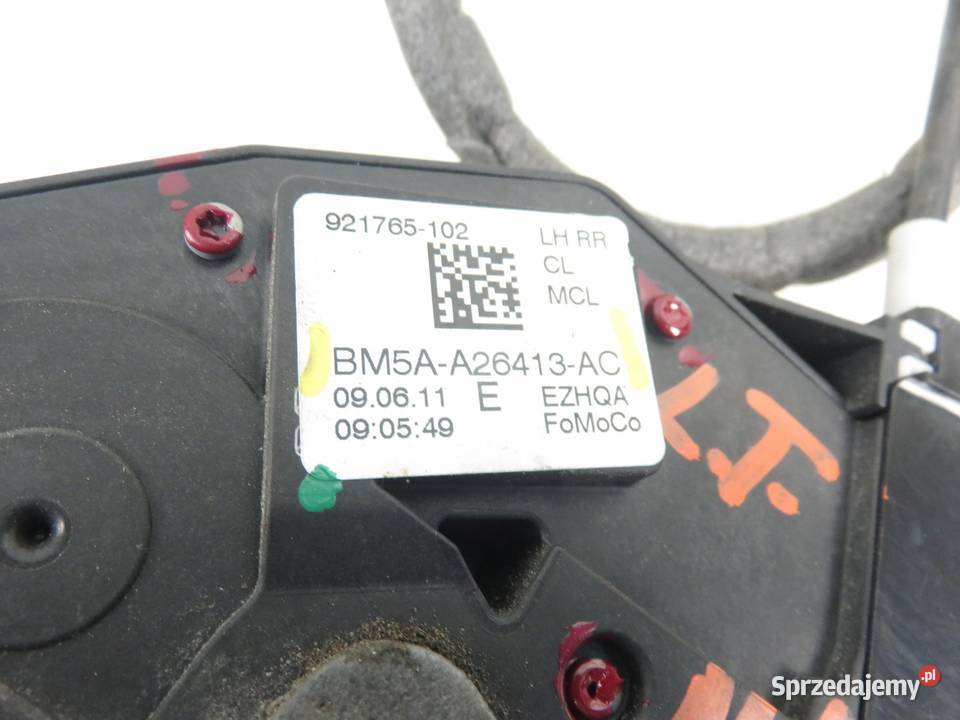 921765-102
LH RR
CL
MCL
BM5A-A26413-AC
09.06.11 E EZHQA
09:05:49 FoMoCo
L.T.
Sprzedajemy.pl